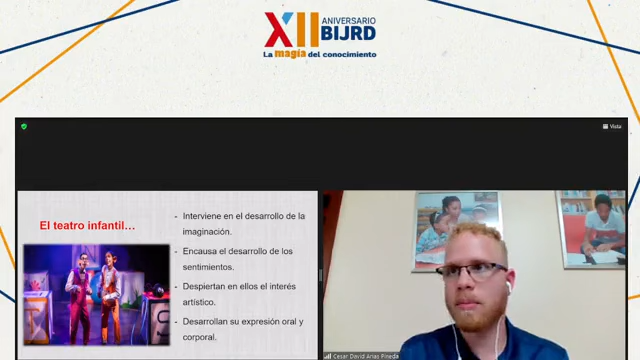 XII ANIVERSARIO
BIJRD
La magia del conocimiento
Vista
El teatro infantil...
- Interviene en el desarrollo de la
imaginación.
- Encausa el desarrollo de los
sentimientos.
- Despiertan en ellos el interés
artístico.
- Desarrollan su expresión oral y
corporal.
Cesar David Arias Pineda